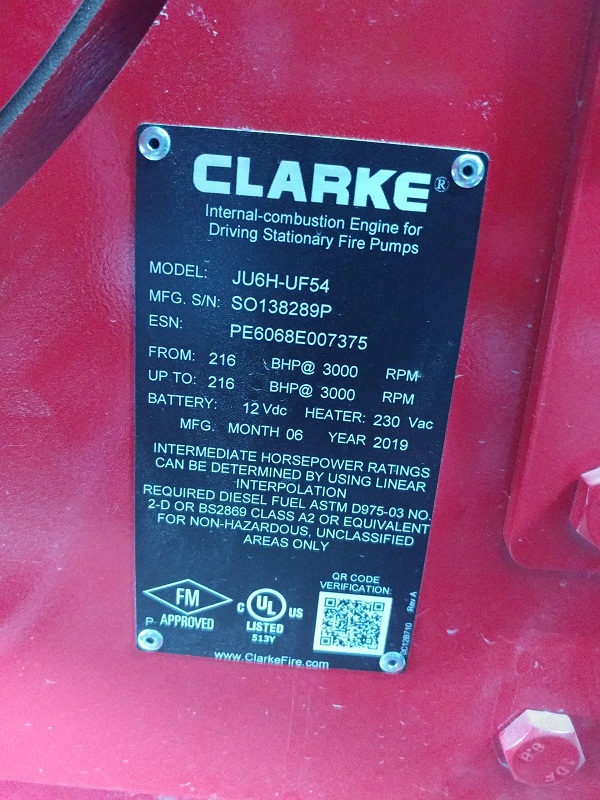 CLARKE®
Internal-combustion Engine for
Driving Stationary Fire Pumps
MODEL: JU6H-UF54
MFG. S/N: SO138289P
ESN: PE6068E007375
FROM: 216 BHP@ 3000 RPM
UP TO: 216 BHP@ 3000 RPM
BATTERY: 12 Vdc HEATER: 230 Vac
MFG. MONTH 06 YEAR 2019
INTERMEDIATE HORSEPOWER RATINGS
CAN BE DETERMINED BY USING LINEAR
INTERPOLATION
REQUIRED DIESEL FUEL ASTM D975-03 NO.
2-D OR BS2869 CLASS A2 OR EQUIVALENT
FOR NON-HAZARDOUS, UNCLASSIFIED
AREAS ONLY
FM
P- APPROVED
C UL US
LISTED
513Y
QR CODE
VERIFICATION:
Rev A
www.ClarkeFire.com
8.8